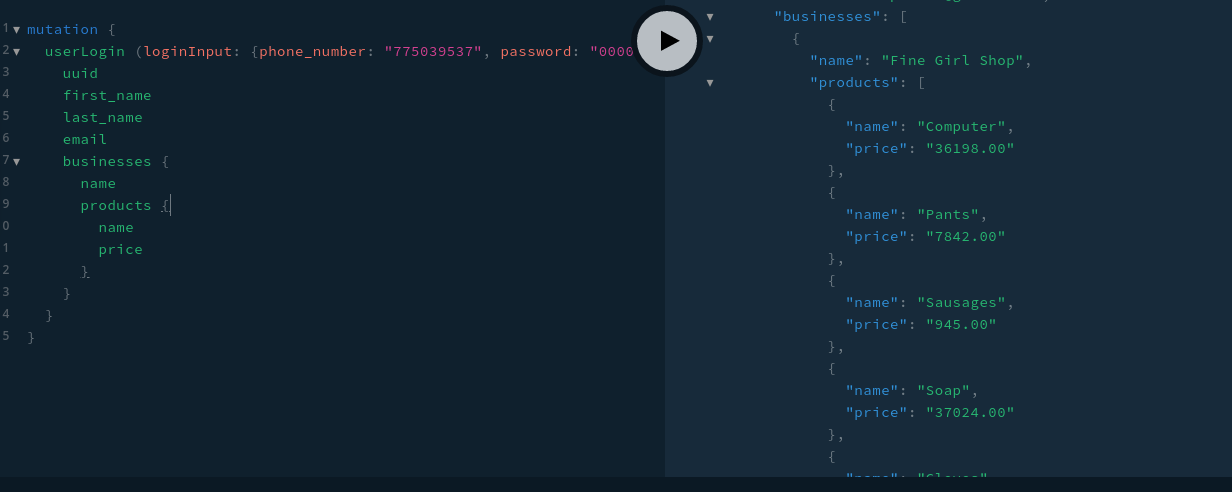 1 mutation {
2 userLogin (loginInput: {phone_number: "775039537", password: "0000
3 uuid
4 first_name
5 last_name
6 email
7 businesses {
8 name
9 products {
0 name
1 price
2 }
3 }
4 }
5 }
"businesses": [
{
"name": "Fine Girl Shop",
"products": [
{
"name": "Computer",
"price": "36198.00"
},
{
"name": "Pants",
"price": "7842.00"
},
{
"name": "Sausages",
"price": "945.00"
},
{
"name": "Soap",
"price": "37024.00"
},
{